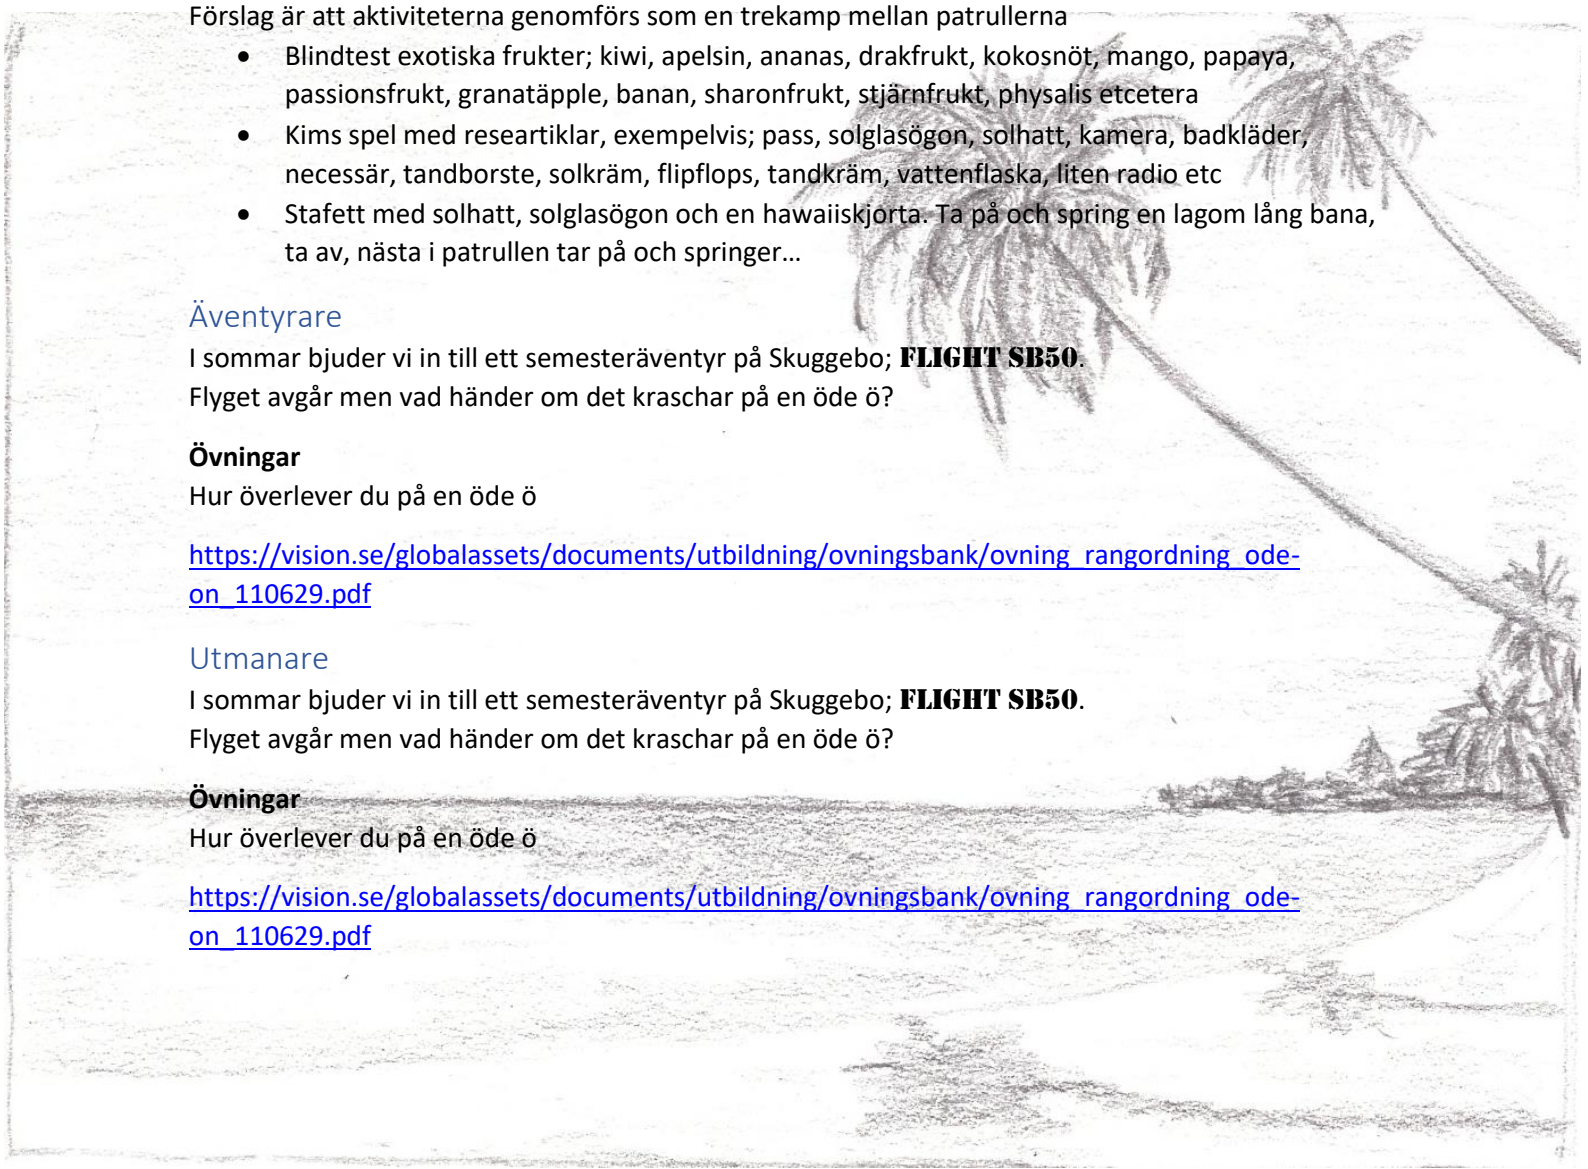 Förslag är att aktiviteterna genomförs som en trekamp mellan patrullerna
• Blindtest exotiska frukter; kiwi, apelsin, ananas, drakfrukt, kokosnöt, mango, papaya,
passionsfrukt, granatäpple, banan, sharonfrukt, stjärnfrukt, physalis etcetera
• Kims spel med researtiklar, exempelvis; pass, solglasögon, solhatt, kamera, badkläder,
necessär, tandborste, solkräm, flipflops, tandkräm, vattenflaska, liten radio etc
• Stafett med solhatt, solglasögon och en hawaiiskjorta. Ta på och spring en lagom lång bana,
ta av, nästa i patrullen tar på och springer…
Äventyrare
I sommar bjuder vi in till ett semesteräventyr på Skuggebo; FLIGHT SB50.
Flyget avgår men vad händer om det kraschar på en öde ö?
Övningar
Hur överlever du på en öde ö
https://vision.se/globalassets/documents/utbildning/ovningsbank/ovning_rangordning_ode-
on_110629.pdf
Utmanare
I sommar bjuder vi in till ett semesteräventyr på Skuggebo; FLIGHT SB50.
Flyget avgår men vad händer om det kraschar på en öde ö?
Övningar
Hur överlever du på en öde ö
https://vision.se/globalassets/documents/utbildning/ovningsbank/ovning_rangordning_ode-
on_110629.pdf